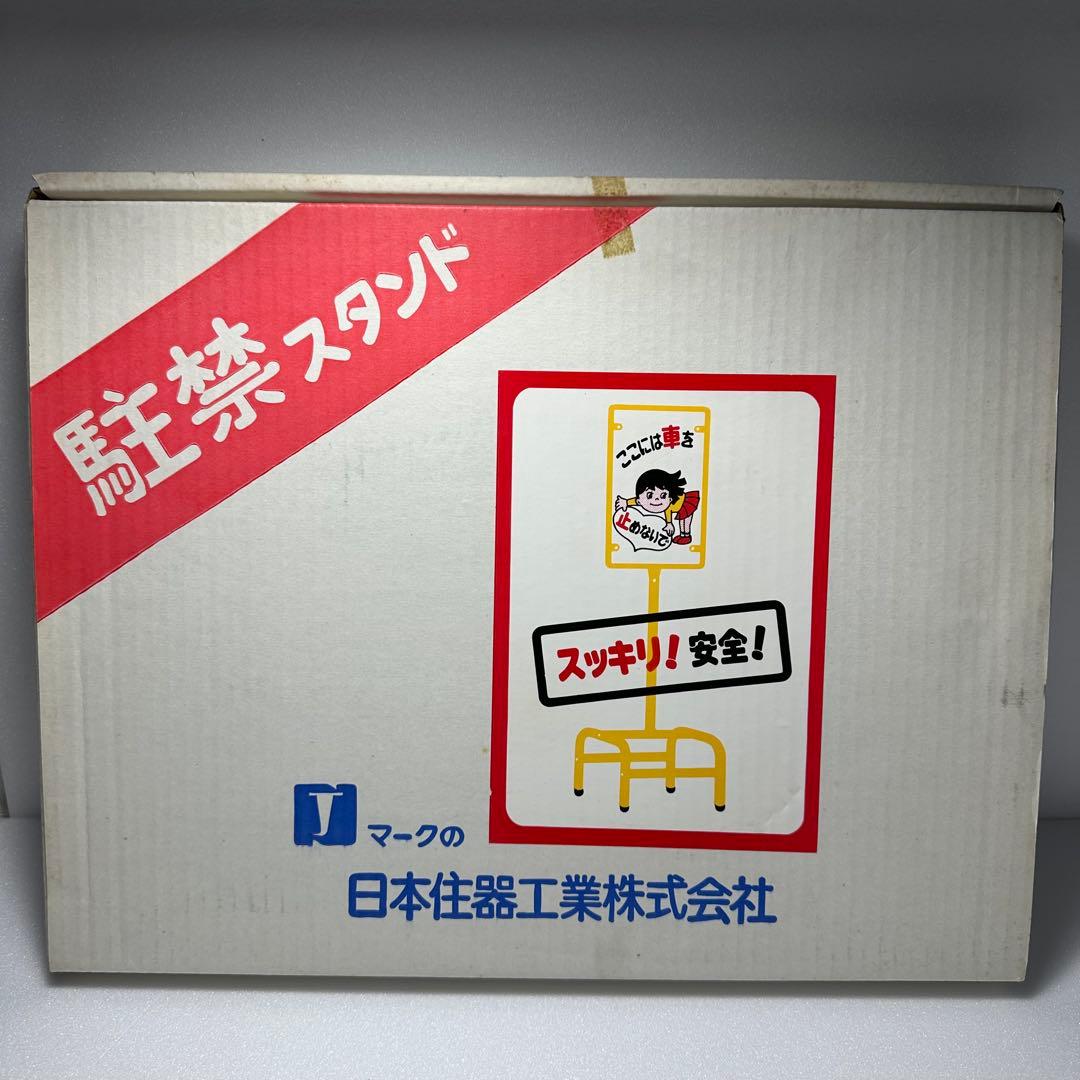 駐禁スタンド
ここには車を
止めないで
スッキリ!安全!
J マークの
日本住器工業株式会社